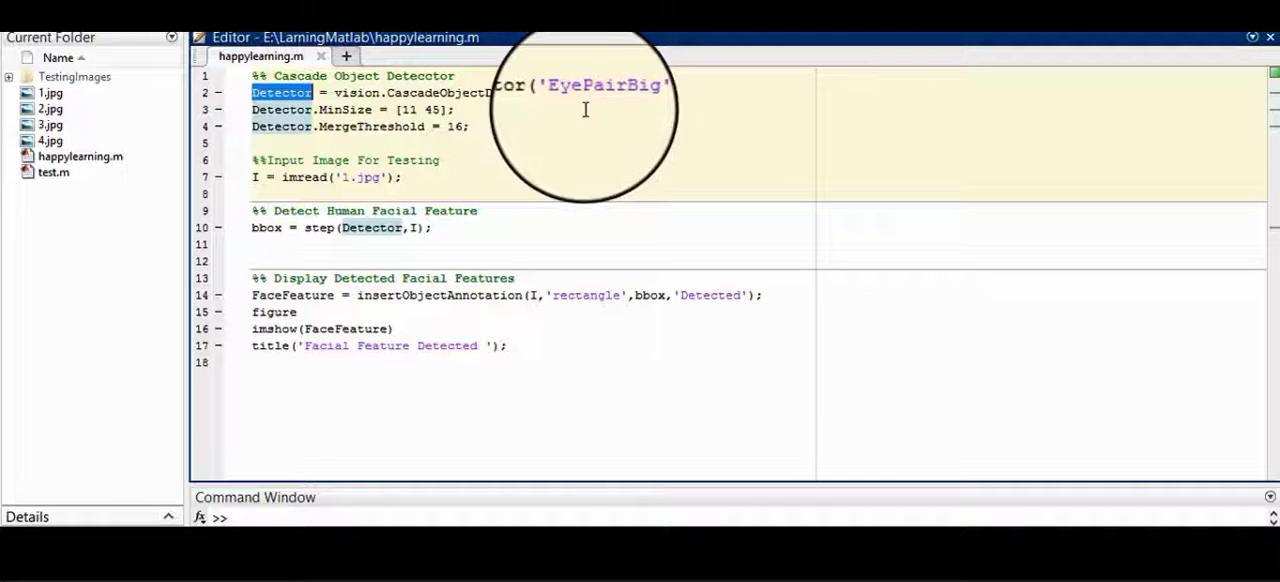 Current Folder
Name
TestingImages
1.jpg
2.jpg
3.jpg
4.jpg
happylearning.m
test.m
Details
Editor - E:\LarningMatlab\happylearning.m
happylearning.m
1 %% Cascade Object Detecctor
2 Detector = vision.CascadeObjectD tor('EyePairBig'
3 Detector.MinSize = [11 45];
4 Detector.MergeThreshold = 16;
5
6 %%Input Image For Testing
7 I = imread('1.jpg');
8
9 %% Detect Human Facial Feature
10 bbox = step(Detector,I);
11
12
13 %% Display Detected Facial Features
14 FaceFeature = insertObjectAnnotation(I,'rectangle',bbox,'Detected');
15 figure
16 imshow(FaceFeature)
17 title('Facial Feature Detected ');
18
Command Window
fx >>